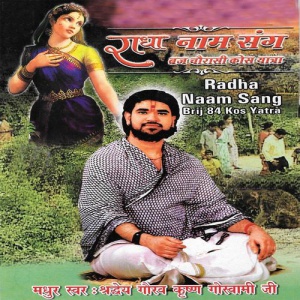 राधा नाम संग
ब्रज चौरासी कोस यात्रा
Radha
Naam Sang
Brij 84 Kos Yatra
मधुर स्वर : श्रद्धेय गौरव कृष्ण गोस्वामी जी